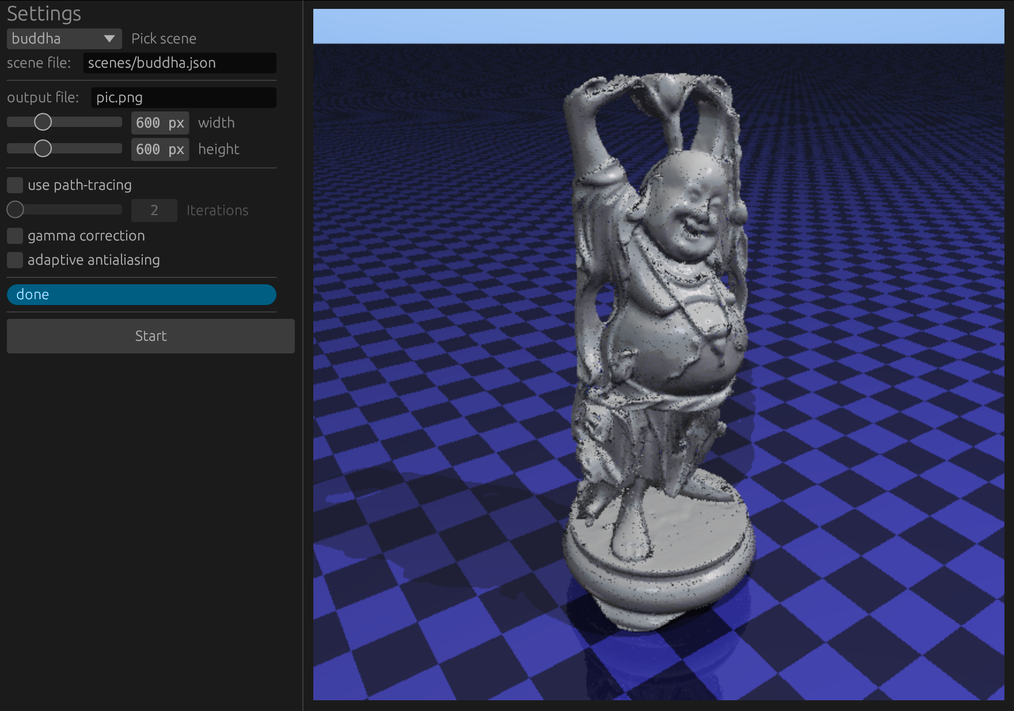 Settings
buddha Pick scene
scene file: scenes/buddha.json
output file: pic.png
600 px width
600 px height
use path-tracing
2 Iterations
gamma correction
adaptive antialiasing
done
Start